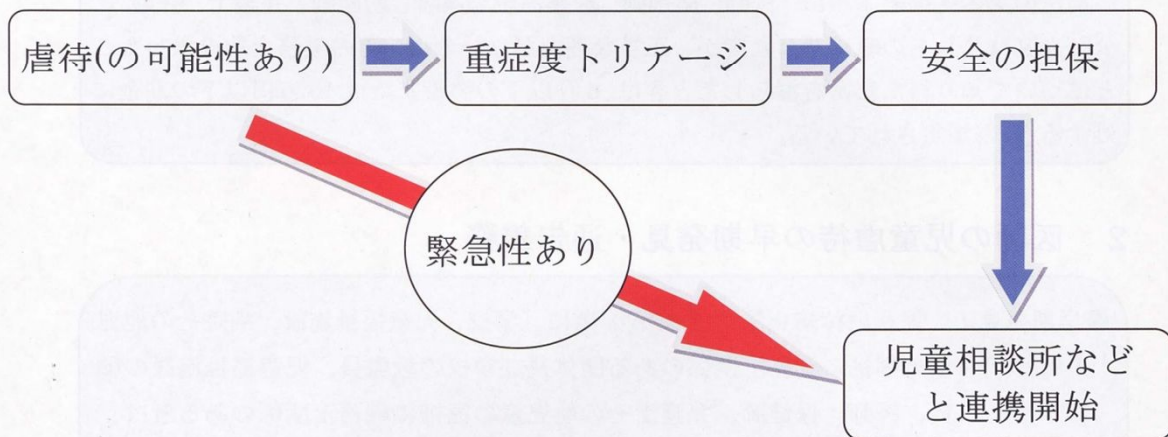 虐待(の可能性あり)
重症度トリアージ
安全の担保
緊急性あり
児童相談所など
と連携開始